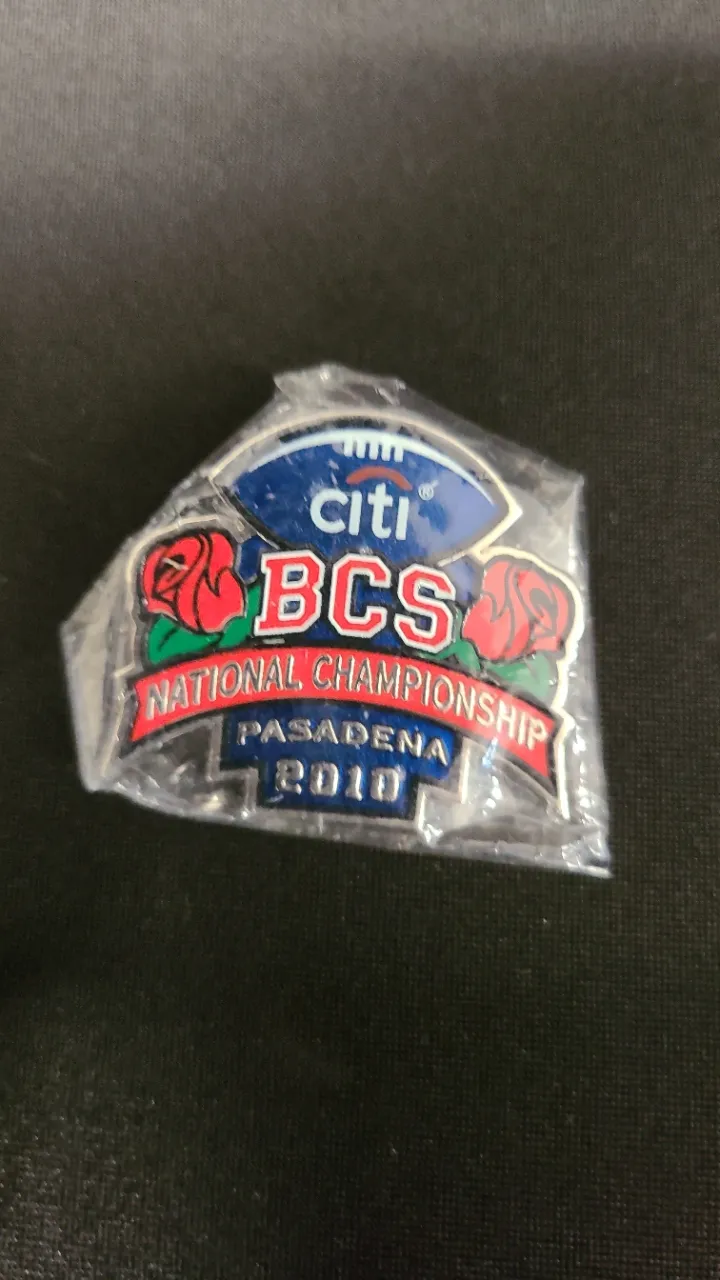 citi®
BCS
NATIONAL CHAMPIONSHIP
PASADENA
2010